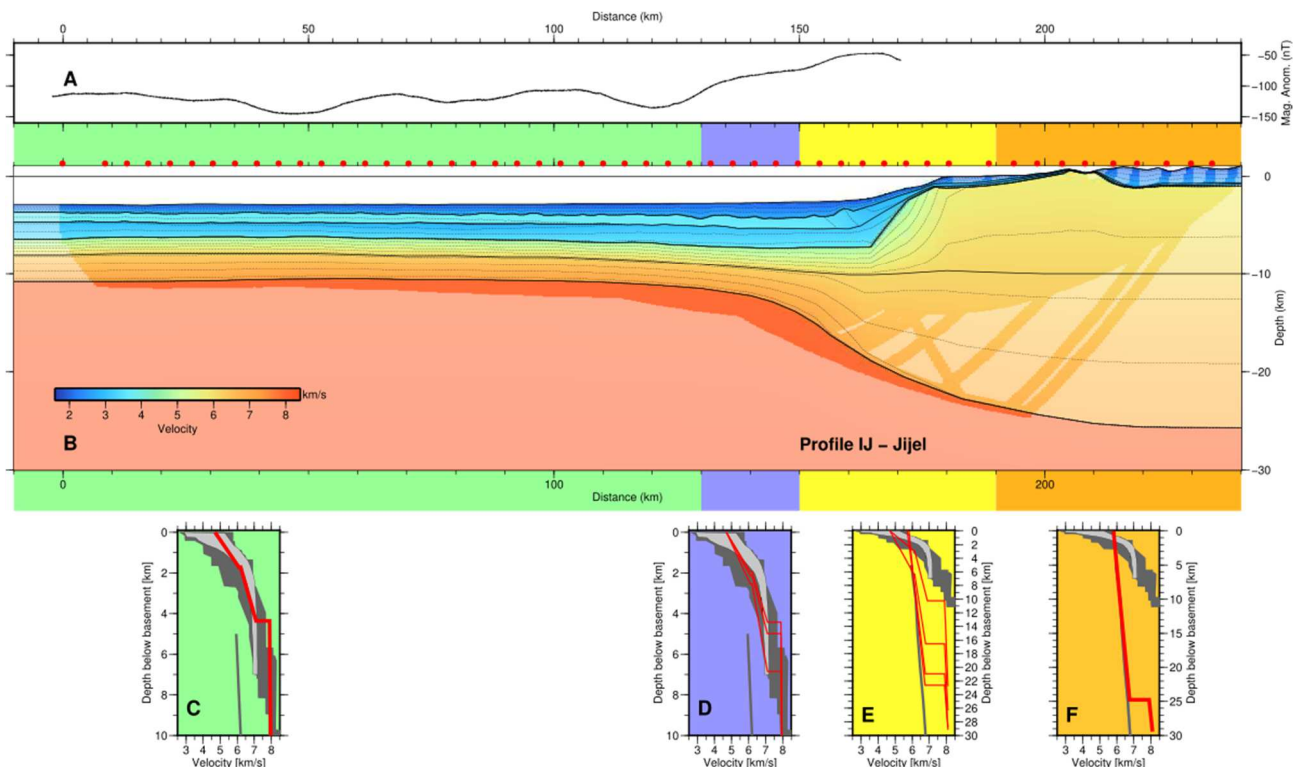 Distance (km)
0 50 100 150 200
A
−50
−100
−150
Mag. Anom. (nT)
0
−10
−20
−30
Depth (km)
km/s
2 3 4 5 6 7 8
Velocity
B
Profile IJ − Jijel
0 100 200
Distance (km)
0
2
4
6
8
10
Depth below basement [km]
C
3 4 5 6 7 8
Velocity [km/s]
0
2
4
6
8
10
Depth below basement [km]
D
3 4 5 6 7 8
Velocity [km/s]
0
2
4
6
8
10
12
14
16
18
20
22
24
26
28
30
Depth below basement [km]
E
3 4 5 6 7 8
Velocity [km/s]
0
5
10
15
20
25
30
Depth below basement [km]
F
3 4 5 6 7 8
Velocity [km/s]